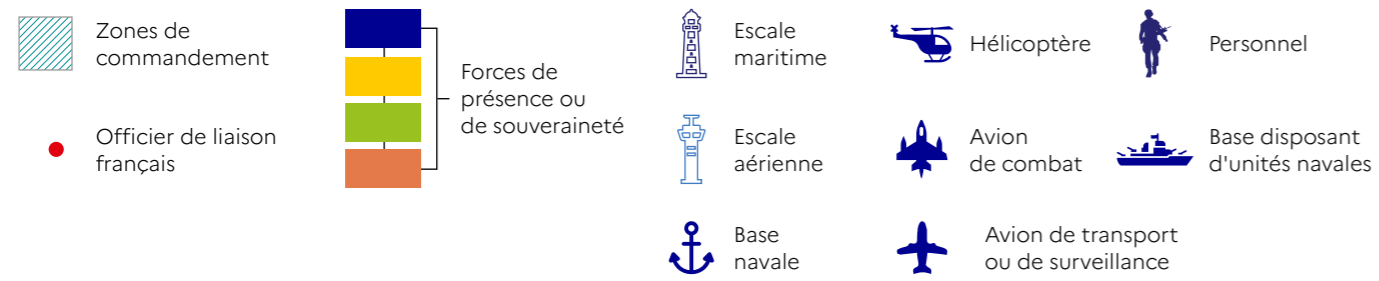 Zones de
commandement
Officier de liaison
français
Forces de
présence ou
de souveraineté
Escale
maritime
Escale
aérienne
Base
navale
Hélicoptère
Avion
de combat
Avion de transport
ou de surveillance
Personnel
Base disposant
d'unités navales